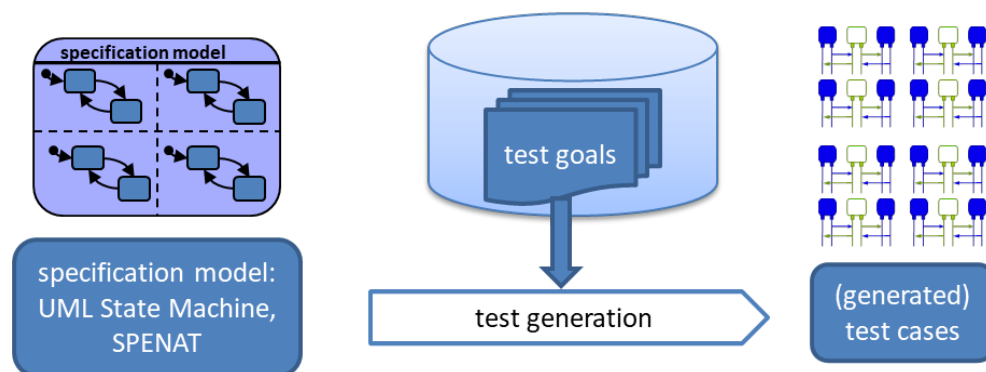 specification model
specification model:
UML State Machine,
SPENAT
test goals
test generation
(generated)
test cases